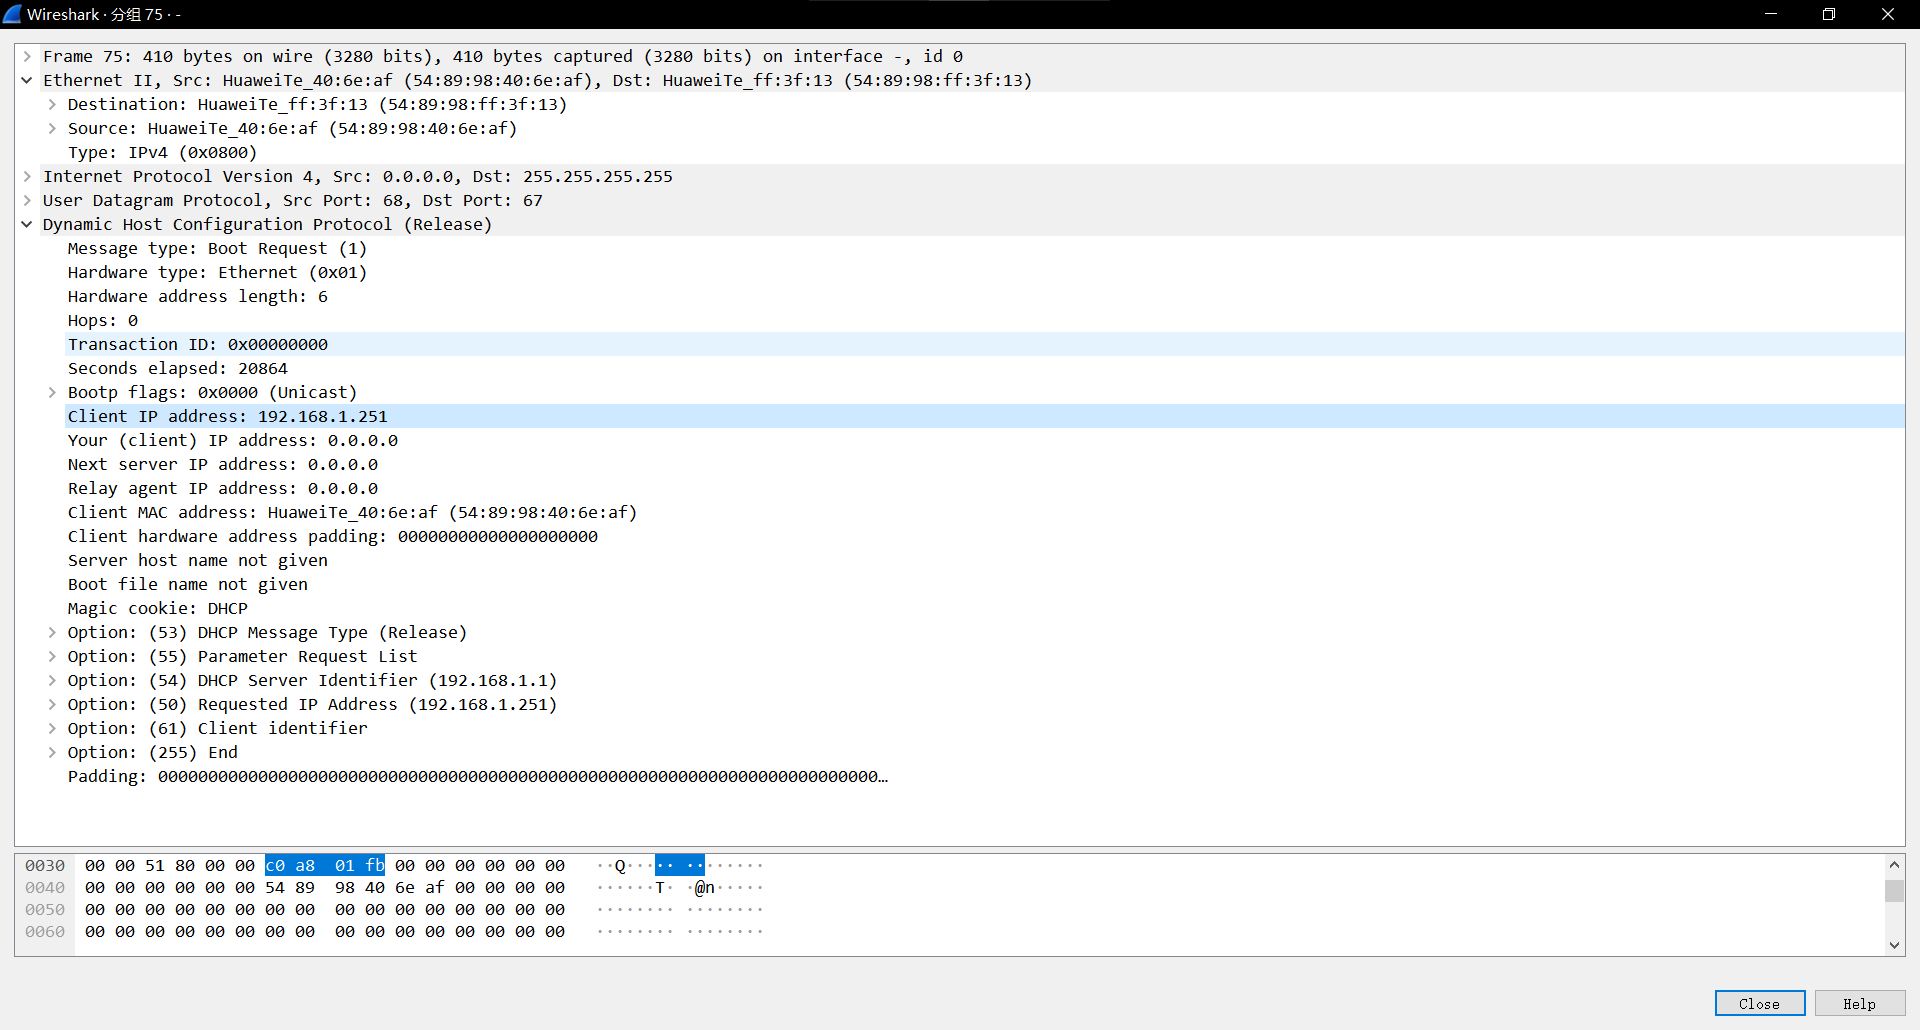 Wireshark · 分组 75 · -
Frame 75: 410 bytes on wire (3280 bits), 410 bytes captured (3280 bits) on interface -, id 0
Ethernet II, Src: HuaweiTe_40:6e:af (54:89:98:40:6e:af), Dst: HuaweiTe_ff:3f:13 (54:89:98:ff:3f:13)
Destination: HuaweiTe_ff:3f:13 (54:89:98:ff:3f:13)
Source: HuaweiTe_40:6e:af (54:89:98:40:6e:af)
Type: IPv4 (0x0800)
Internet Protocol Version 4, Src: 0.0.0.0, Dst: 255.255.255.255
User Datagram Protocol, Src Port: 68, Dst Port: 67
Dynamic Host Configuration Protocol (Release)
Message type: Boot Request (1)
Hardware type: Ethernet (0x01)
Hardware address length: 6
Hops: 0
Transaction ID: 0x00000000
Seconds elapsed: 20864
Bootp flags: 0x0000 (Unicast)
Client IP address: 192.168.1.251
Your (client) IP address: 0.0.0.0
Next server IP address: 0.0.0.0
Relay agent IP address: 0.0.0.0
Client MAC address: HuaweiTe_40:6e:af (54:89:98:40:6e:af)
Client hardware address padding: 00000000000000000000
Server host name not given
Boot file name not given
Magic cookie: DHCP
Option: (53) DHCP Message Type (Release)
Option: (55) Parameter Request List
Option: (54) DHCP Server Identifier (192.168.1.1)
Option: (50) Requested IP Address (192.168.1.251)
Option: (61) Client identifier
Option: (255) End
Padding: 000000000000000000000000000000000000000000000000000000000000000000000000…
0030 00 00 51 80 00 00 c0 a8 01 fb 00 00 00 00 00 00 ··Q····· ········
0040 00 00 00 00 00 00 54 89 98 40 6e af 00 00 00 00 ······T· ·@n·····
0050 00 00 00 00 00 00 00 00 00 00 00 00 00 00 00 00 ········ ········
0060 00 00 00 00 00 00 00 00 00 00 00 00 00 00 00 00 ········ ········
Close Help